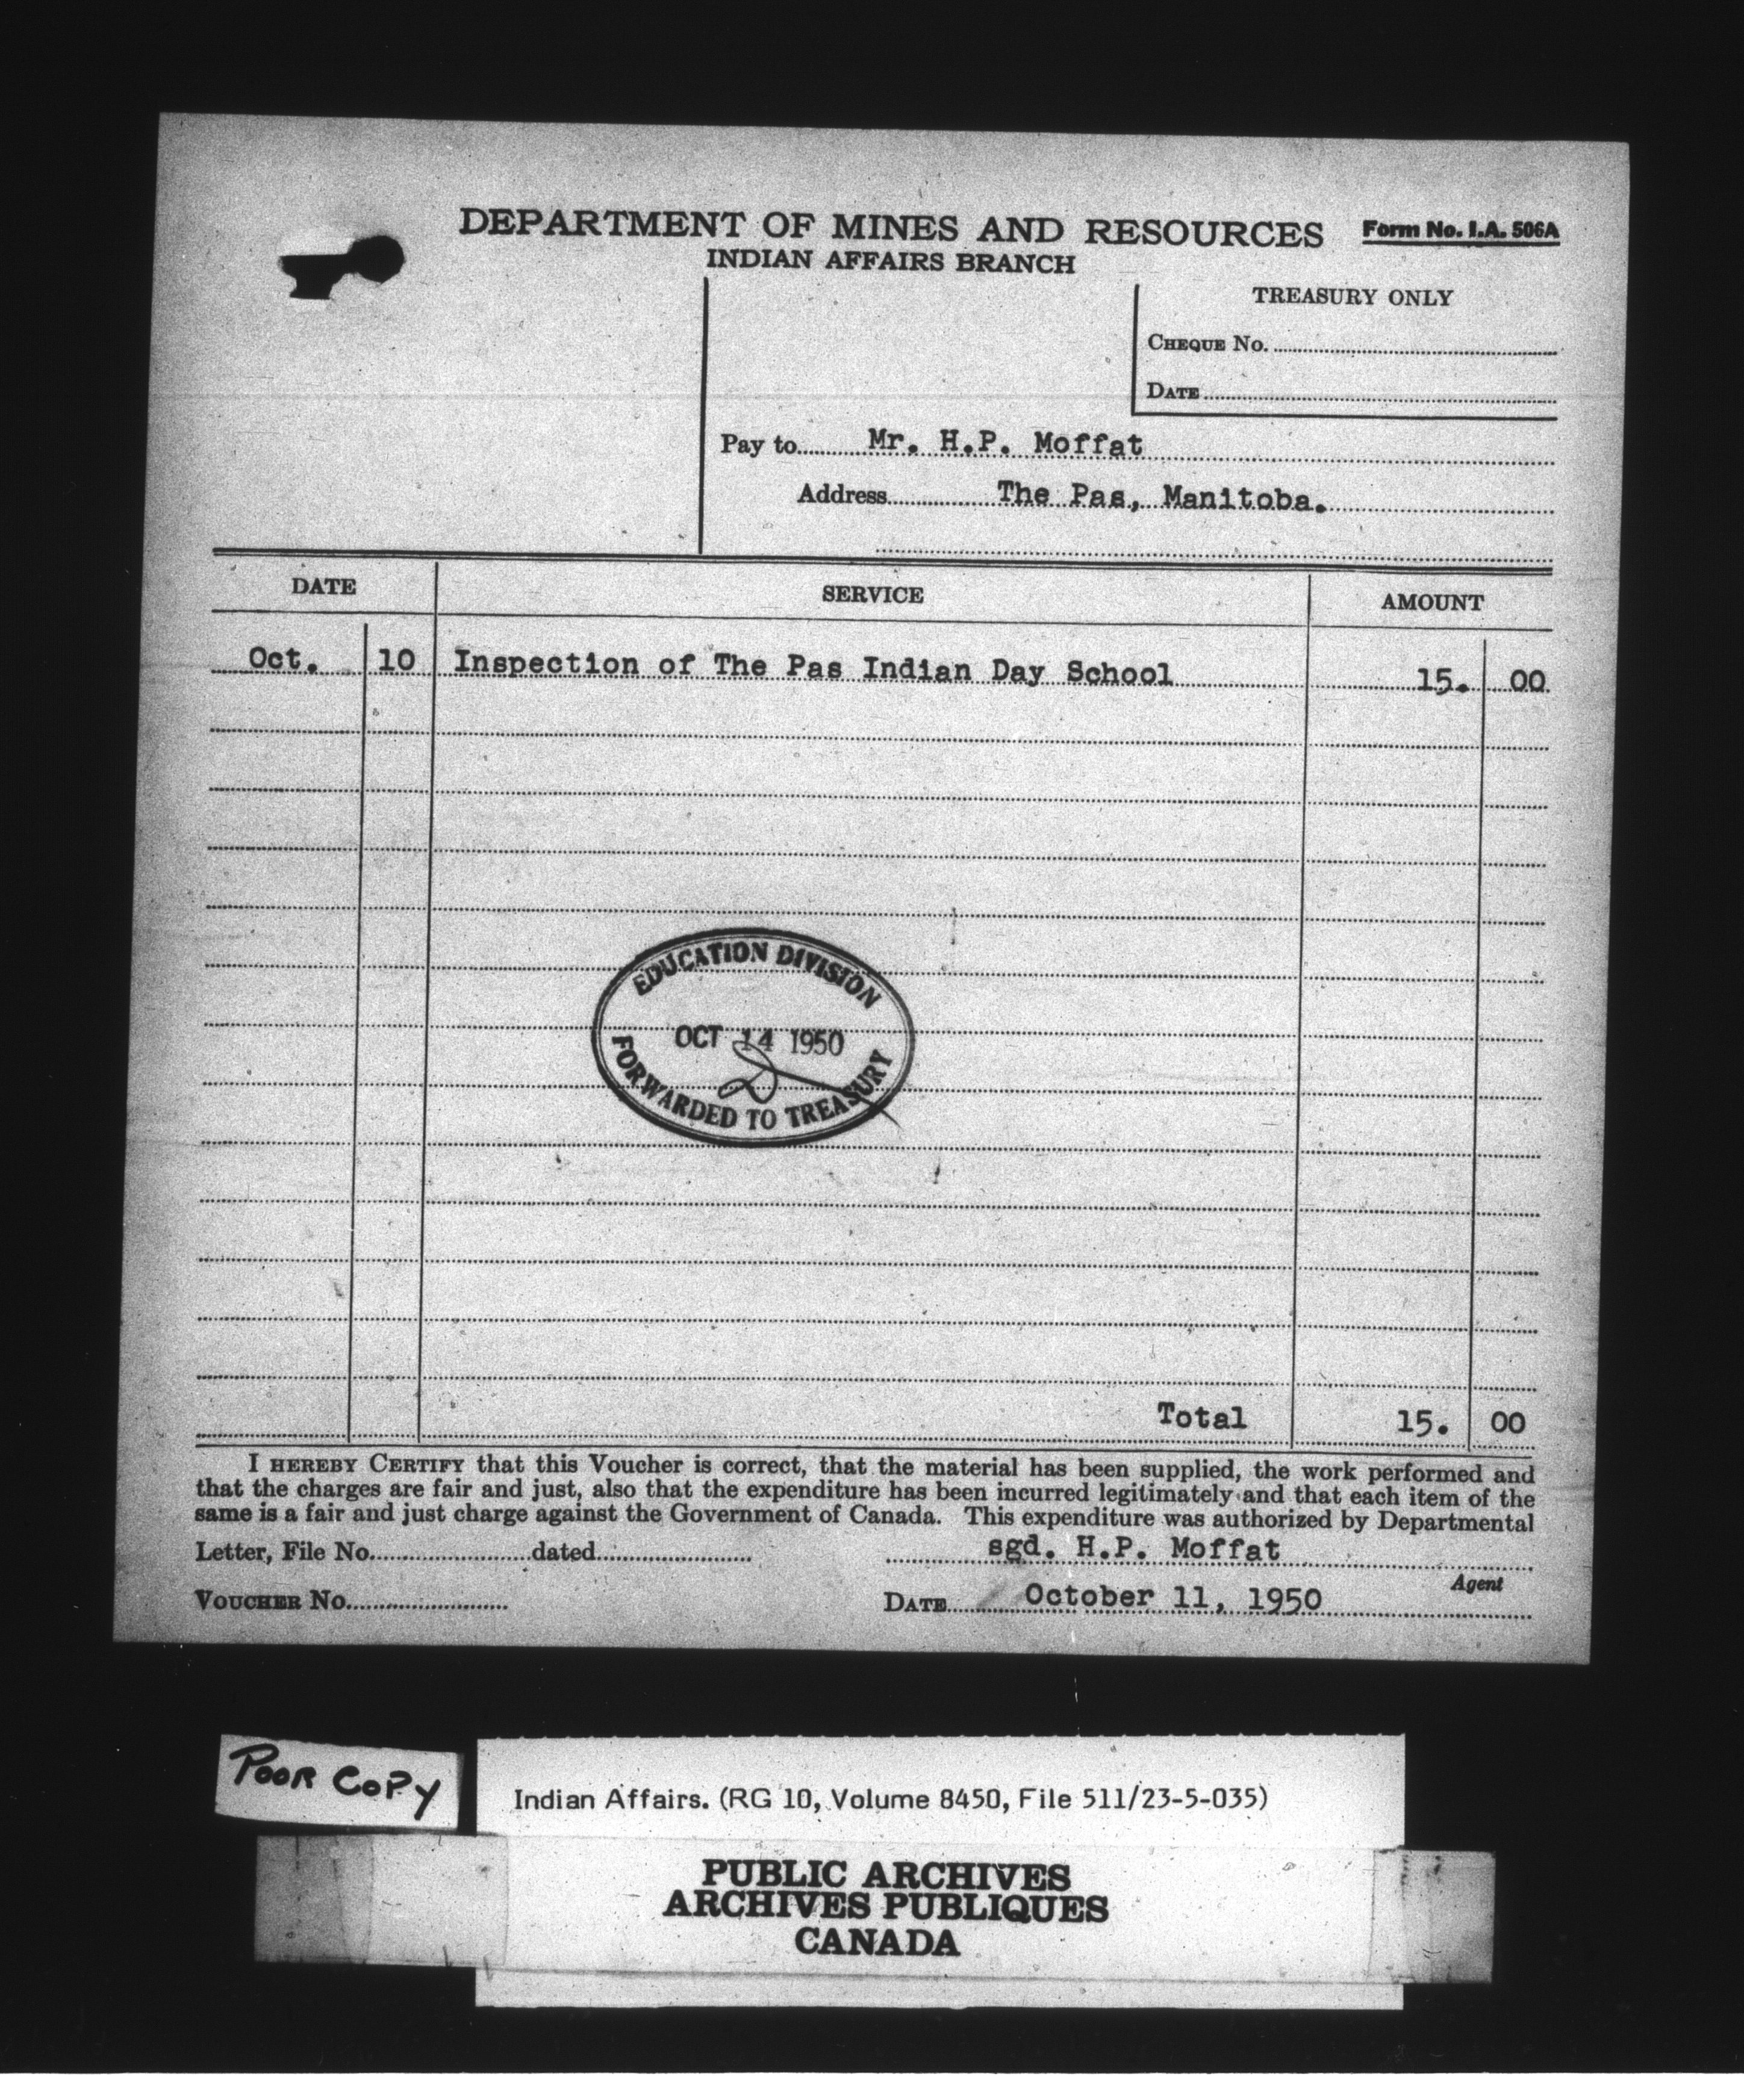 DEPARTMENT OF MINES AND RESOURCES Form No. I.A. 506A
INDIAN AFFAIRS BRANCH
TREASURY ONLY
CHEQUE No.
DATE
Pay to Mr. H.P. Moffat
Address The Pas, Manitoba.
DATE SERVICE AMOUNT
Oct. 10 Inspection of The Pas Indian Day School 15. 00
EDUCATION DIVISION
OCT 14 1950
FORWARDED TO TREASURY
Total 15. 00
I HEREBY CERTIFY that this Voucher is correct, that the material has been supplied, the work performed and
that the charges are fair and just, also that the expenditure has been incurred legitimately and that each item of the
same is a fair and just charge against the Government of Canada. This expenditure was authorized by Departmental
Letter, File No. dated sgd. H.P. Moffat
Agent
VOUCHER No. DATE October 11, 1950
POOR COPY
Indian Affairs. (RG 10, Volume 8450, File 511/23-5-035)
PUBLIC ARCHIVES
ARCHIVES PUBLIQUES
CANADA